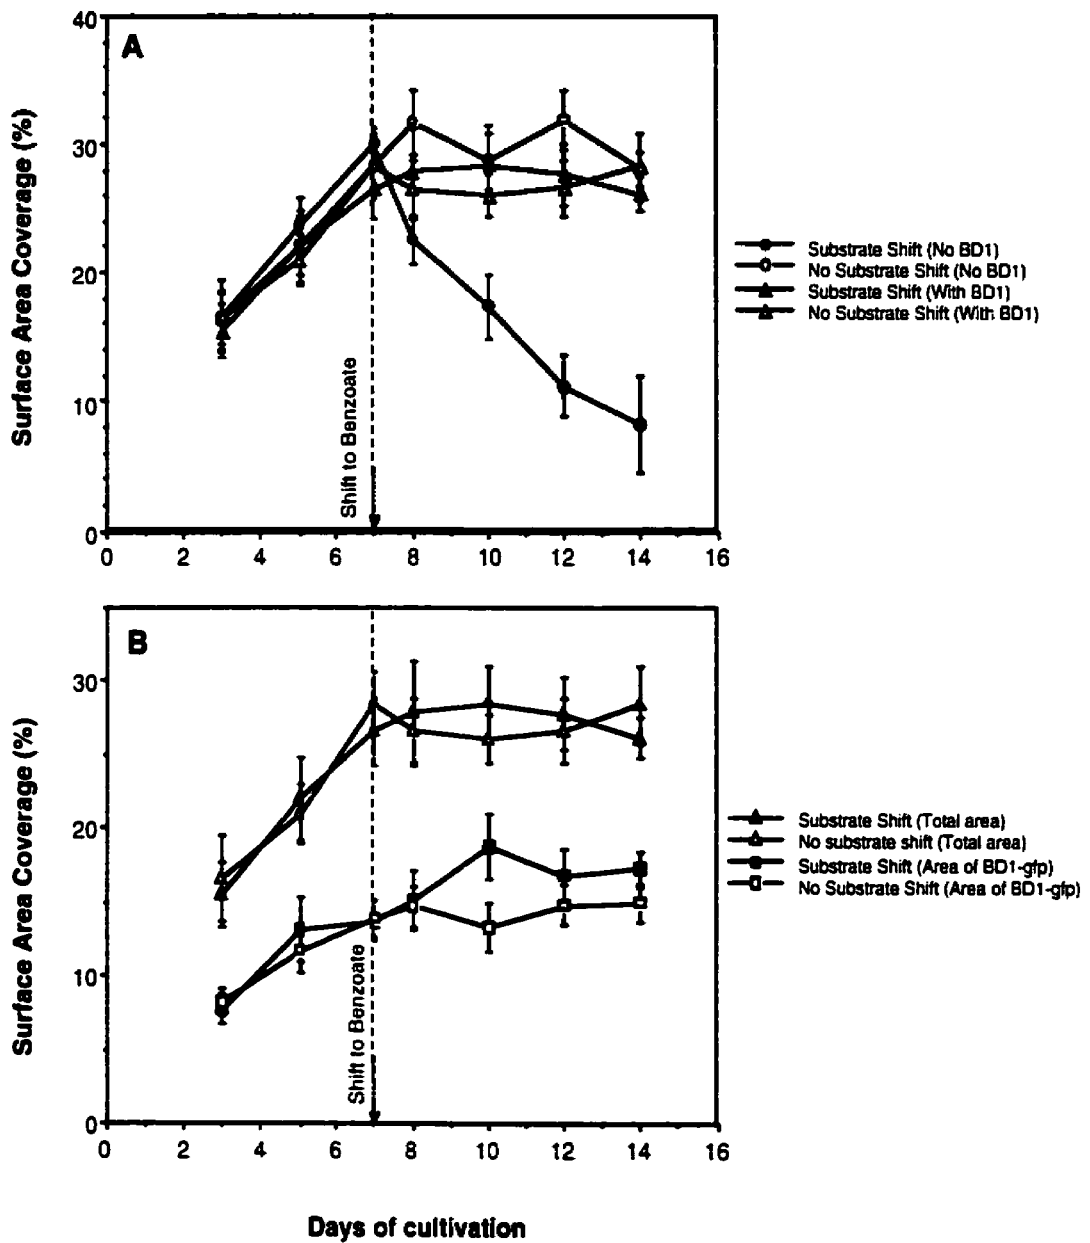 A
40
30
20
10
0
Surface Area Coverage (%)
Shift to Benzoate
0 2 4 6 8 10 12 14 16
Substrate Shift (No BD1)
No Substrate Shift (No BD1)
Substrate Shift (With BD1)
No Substrate Shift (With BD1)
B
30
20
10
0
Surface Area Coverage (%)
Shift to Benzoate
0 2 4 6 8 10 12 14 16
Substrate Shift (Total area)
No substrate shift (Total area)
Substrate Shift (Area of BD1-gfp)
No Substrate Shift (Area of BD1-gfp)
Days of cultivation